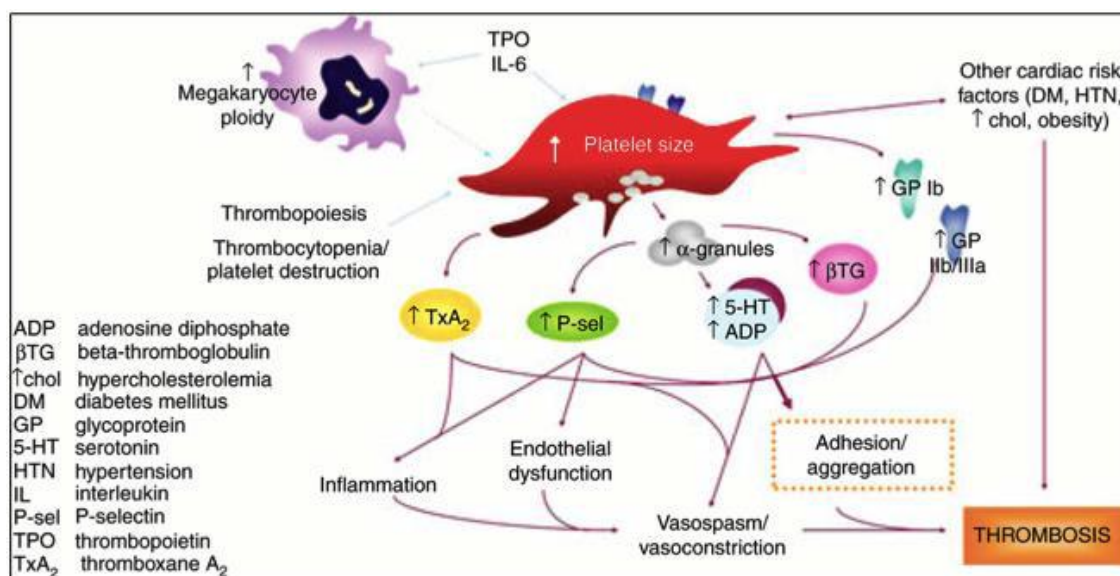 TPO
IL-6
↑
Megakaryocyte
ploidy
Other cardiac risk
factors (DM, HTN,
↑ chol, obesity)
↑ Platelet size
↑ GP Ib
Thrombopoiesis
Thrombocytopenia/
platelet destruction
↑ α-granules
↑ GP
IIb/IIIa
↑ βTG
↑ TxA₂
↑ P-sel
↑ 5-HT
↑ ADP
ADP adenosine diphosphate
βTG beta-thromboglobulin
↑chol hypercholesterolemia
DM diabetes mellitus
GP glycoprotein
5-HT serotonin
HTN hypertension
IL interleukin
P-sel P-selectin
TPO thrombopoietin
TxA₂ thromboxane A₂
Inflammation
Endothelial
dysfunction
Adhesion/
aggregation
Vasospasm/
vasoconstriction
THROMBOSIS